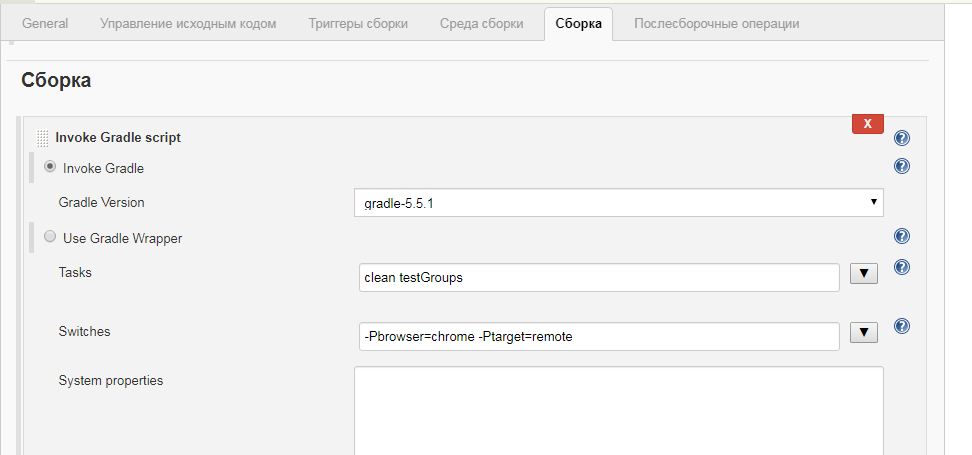 General Управление исходным кодом Триггеры сборки Среда сборки Сборка Послесборочные операции
Сборка
X
Invoke Gradle script
Invoke Gradle
Gradle Version gradle-5.5.1
Use Gradle Wrapper
Tasks clean testGroups
Switches -Pbrowser=chrome -Ptarget=remote
System properties